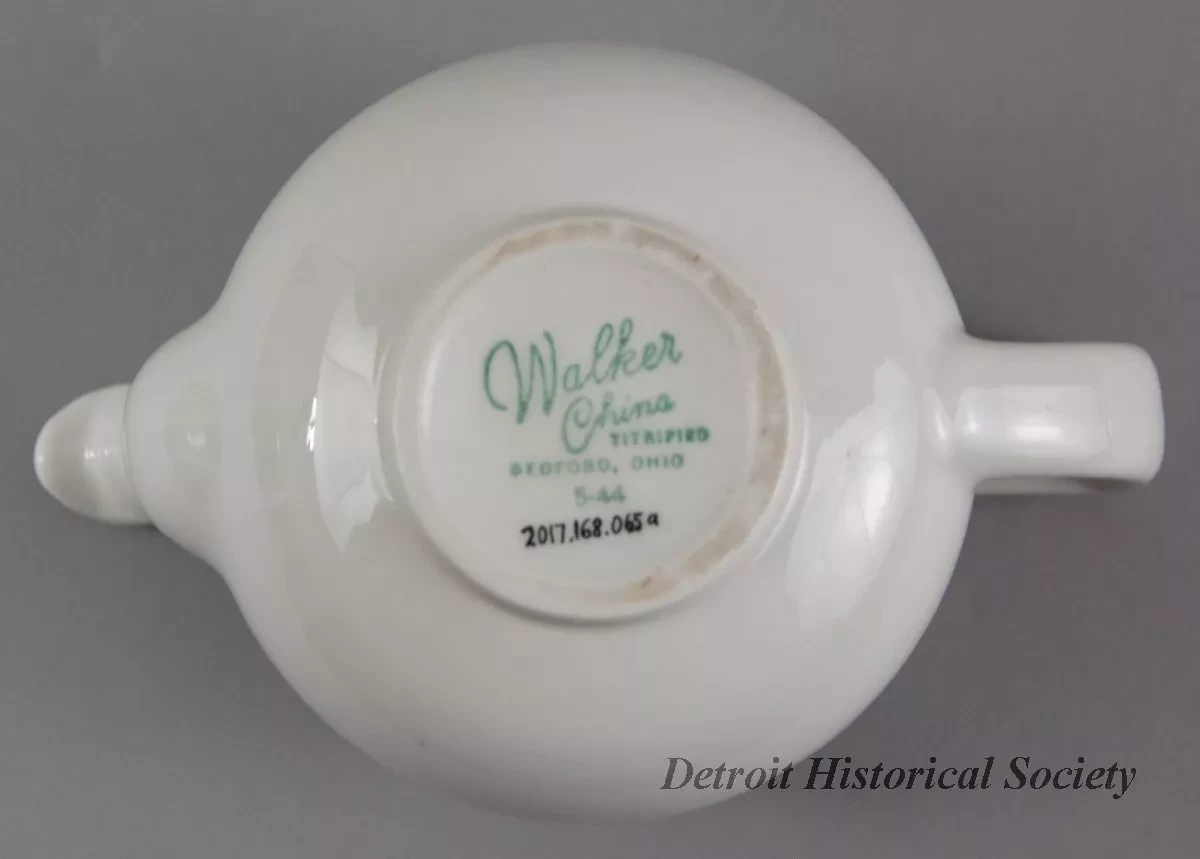 Walker
China
VITRIFIED
BEDFORD, OHIO
5-44
2017.168.065a
Detroit Historical Society